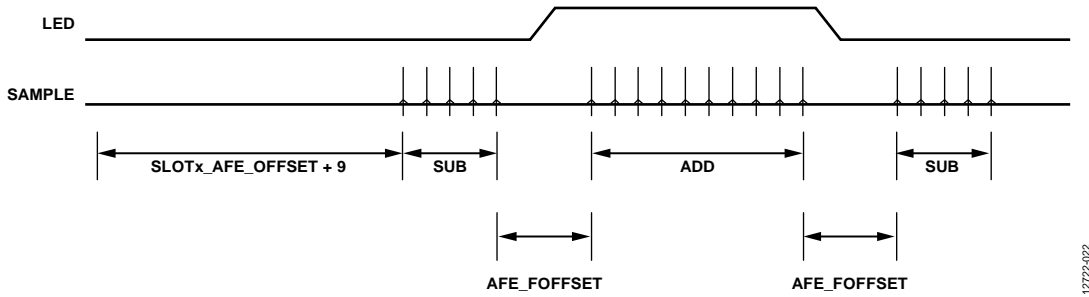 LED
SAMPLE
SLOTx_AFE_OFFSET + 9
SUB
ADD
SUB
AFE_FOFFSET
AFE_FOFFSET
12722-022